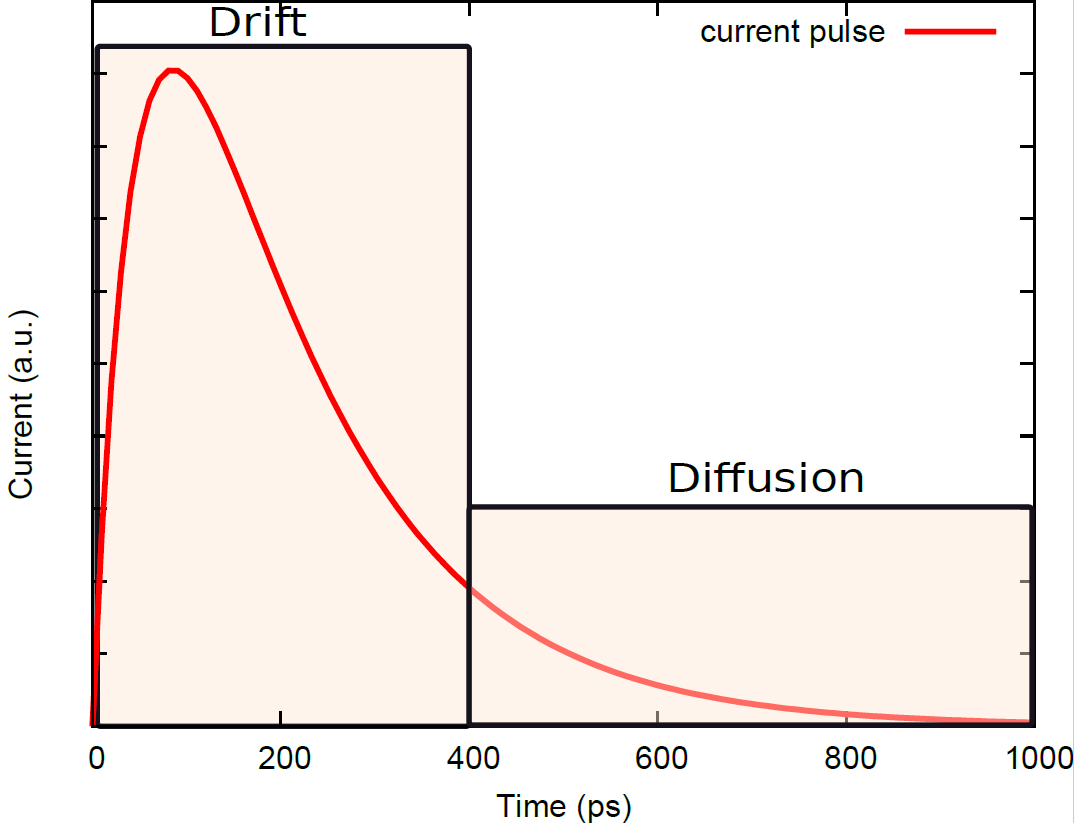 Drift
current pulse
Diffusion
Current (a.u.)
0 200 400 600 800 1000
Time (ps)